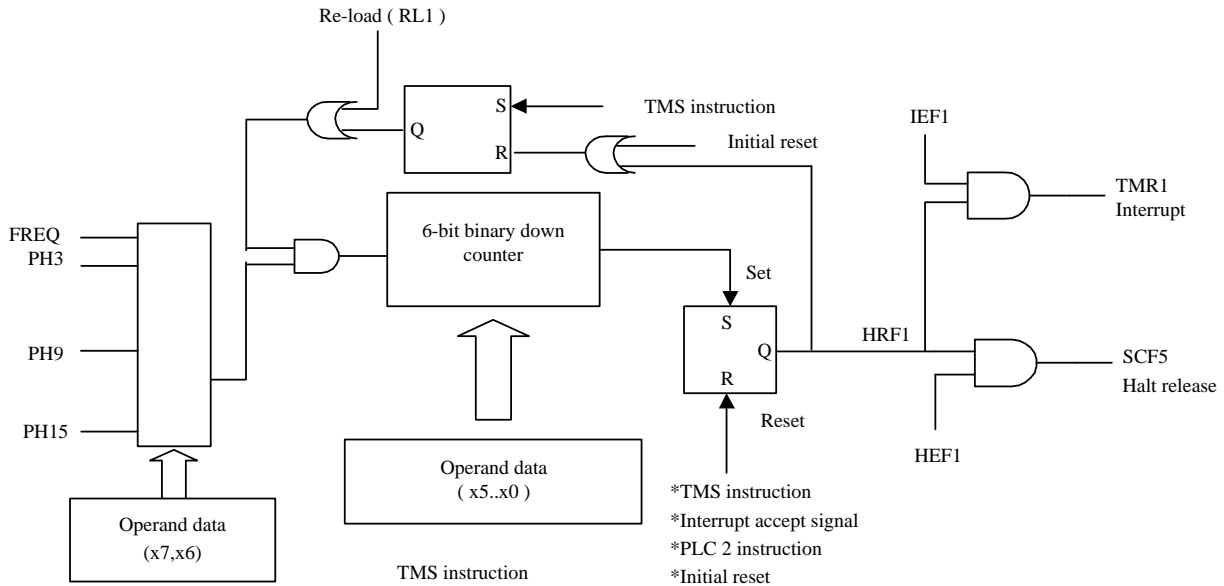 Re-load ( RL1 )
S
TMS instruction
Q
R
Initial reset
IEF1
TMR1
Interrupt
FREQ
PH3
PH9
PH15
6-bit binary down
counter
Set
S
Q
R
HRF1
SCF5
Halt release
Reset
HEF1
Operand data
( x5..x0 )
Operand data
(x7,x6)
*TMS instruction
*Interrupt accept signal
*PLC 2 instruction
*Initial reset
TMS instruction